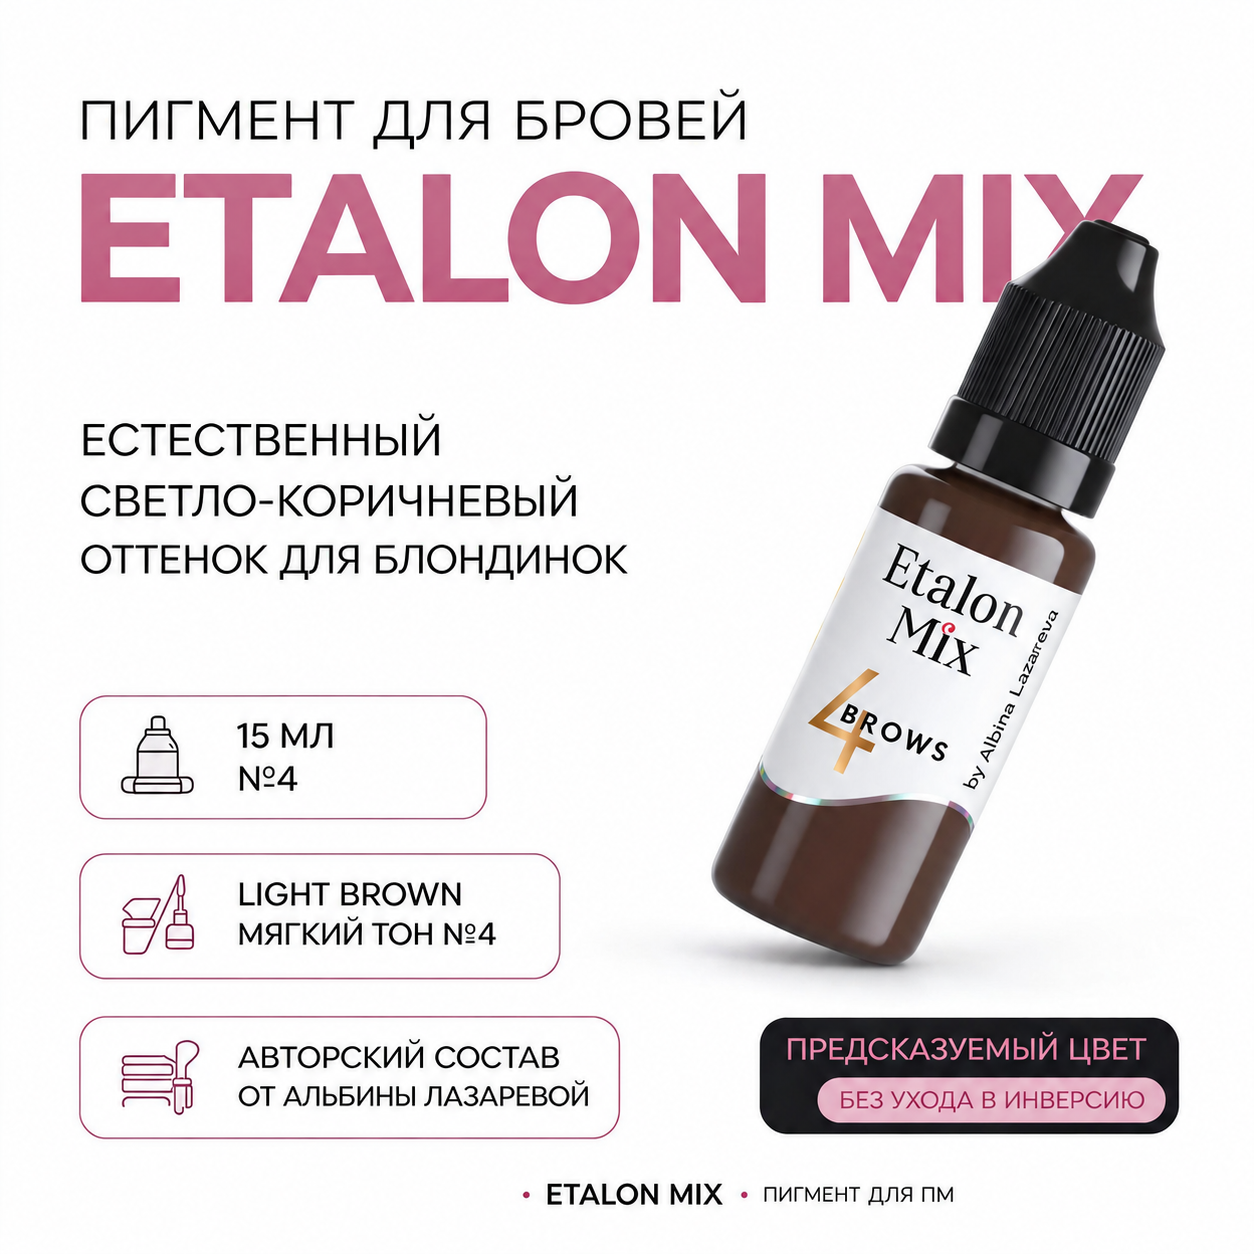 ПИГМЕНТ ДЛЯ БРОВЕЙ
ETALON MIX
ЕСТЕСТВЕННЫЙ
СВЕТЛО-КОРИЧНЕВЫЙ
ОТТЕНОК ДЛЯ БЛОНДИНОК
Etalon
Mix
4 BROWS
by Albina Lazareva
15 МЛ
№4
LIGHT BROWN
МЯГКИЙ ТОН №4
АВТОРСКИЙ СОСТАВ
ОТ АЛЬБИНЫ ЛАЗАРЕВОЙ
ПРЕДСКАЗУЕМЫЙ ЦВЕТ
БЕЗ УХОДА В ИНВЕРСИЮ
• ETALON MIX • ПИГМЕНТ ДЛЯ ПМ